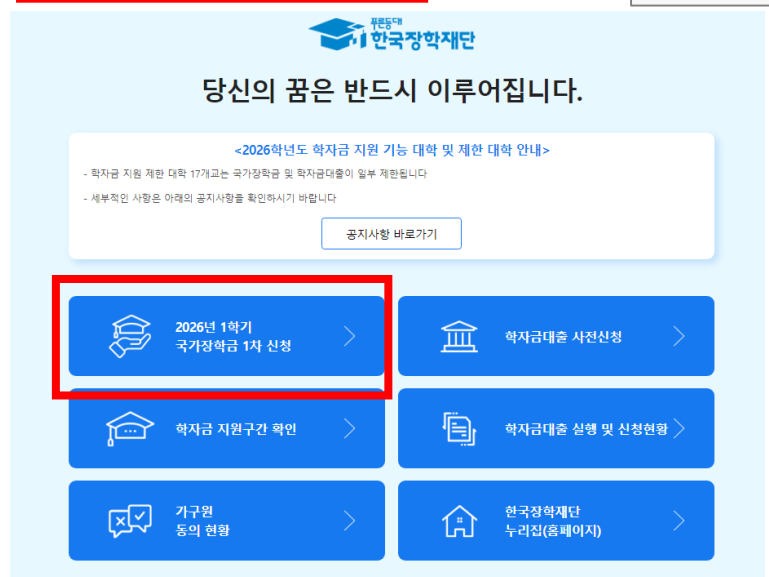 푸른등대
한국장학재단
당신의 꿈은 반드시 이루어집니다.
<2026학년도 학자금 지원 기능 대학 및 제한 대학 안내>
- 학자금 지원 제한 대학 17개교는 국가장학금 및 학자금대출이 일부 제한됩니다
- 세부적인 사항은 아래의 공지사항을 확인하시기 바랍니다
공지사항 바로가기
2026년 1학기
국가장학금 1차 신청
학자금대출 사전신청
학자금 지원구간 확인
학자금대출 실행 및 신청현황
가구원
동의 현황
한국장학재단
누리집(홈페이지)